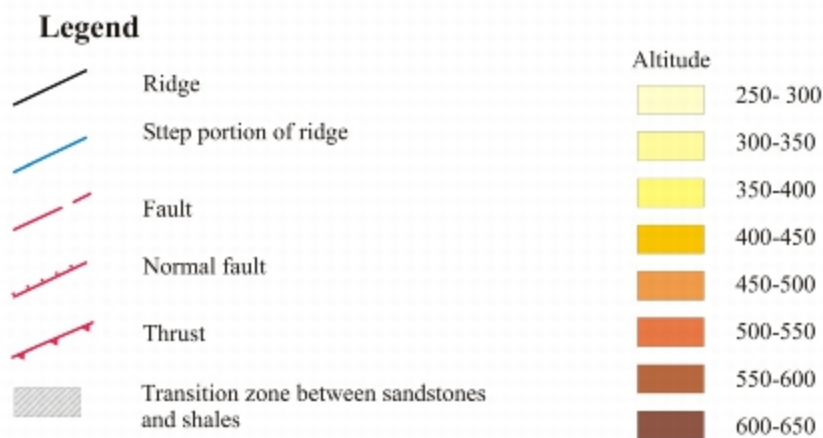 Legend
Ridge
Sttep portion of ridge
Fault
Normal fault
Thrust
Transition zone between sandstones
and shales
Altitude
250- 300
300-350
350-400
400-450
450-500
500-550
550-600
600-650